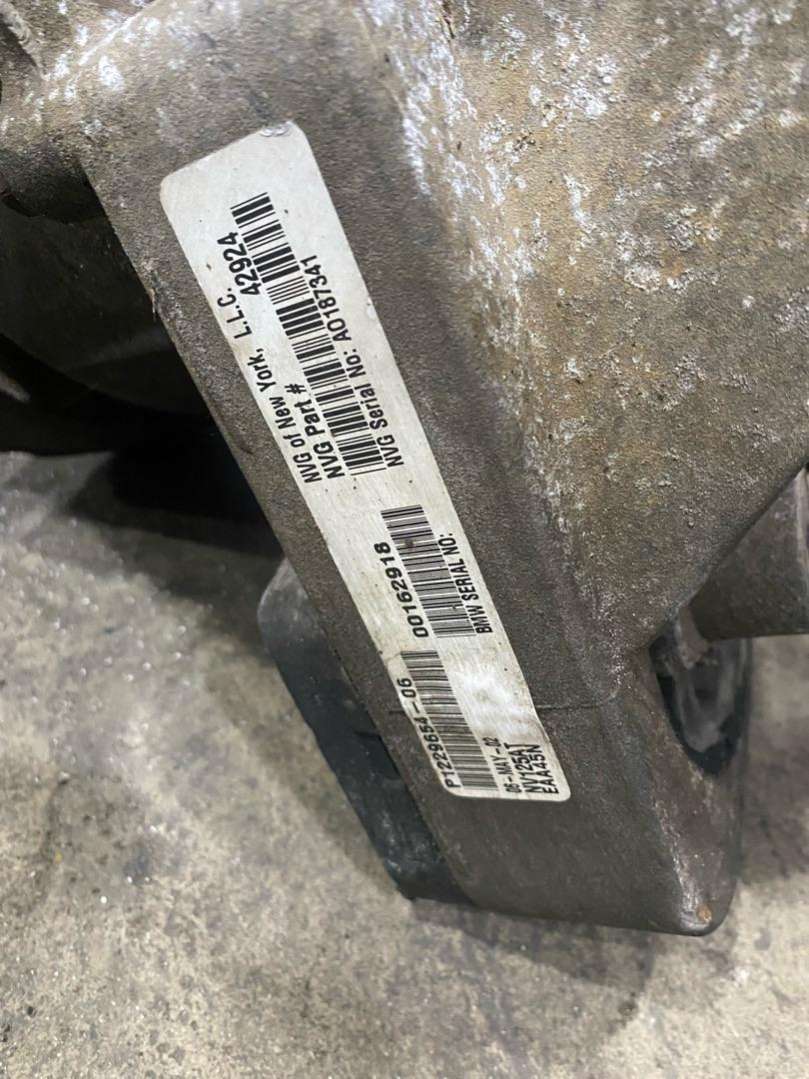 NVG of New York, L.L.C.
NVG Part # 42924
NVG Serial No: A0187341
00162918
BMW SERIAL NO:
P1229654-06
06-MAY-02
NV125AT
EAA45N